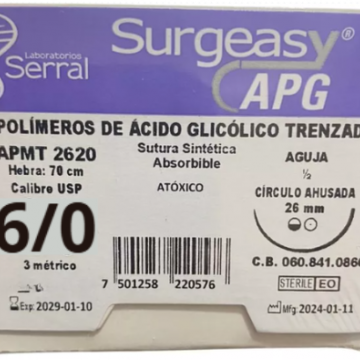 Laboratorios
Serral
Surgeasy®
APG
POLÍMEROS DE ÁCIDO GLICÓLICO TRENZAD
APMT 2620
Hebra: 70 cm
Calibre USP
6/0
3 métrico
Sutura Sintética
Absorbible
ATÓXICO
AGUJA
½
CÍRCULO AHUSADA
26 mm
C.B. 060.841.0866
STERILE EO
7 501258 220576
Exp: 2029-01-10
Mfg: 2024-01-11